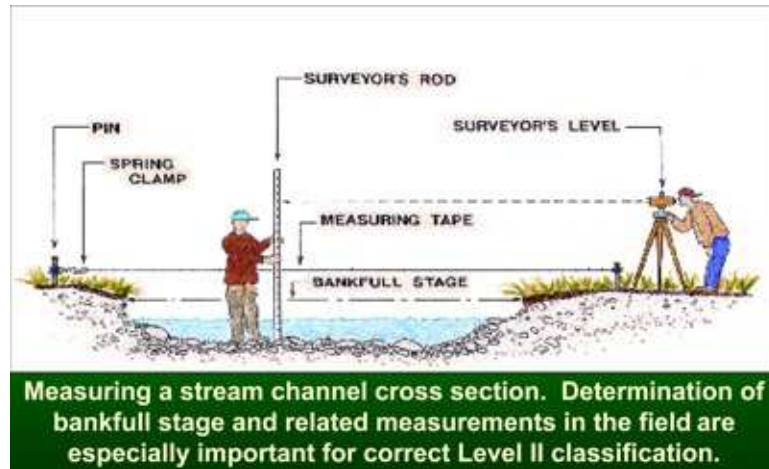 SURVEYOR'S ROD
PIN
SURVEYOR'S LEVEL
SPRING
CLAMP
MEASURING TAPE
BANKFULL STAGE
Measuring a stream channel cross section. Determination of
bankfull stage and related measurements in the field are
especially important for correct Level II classification.